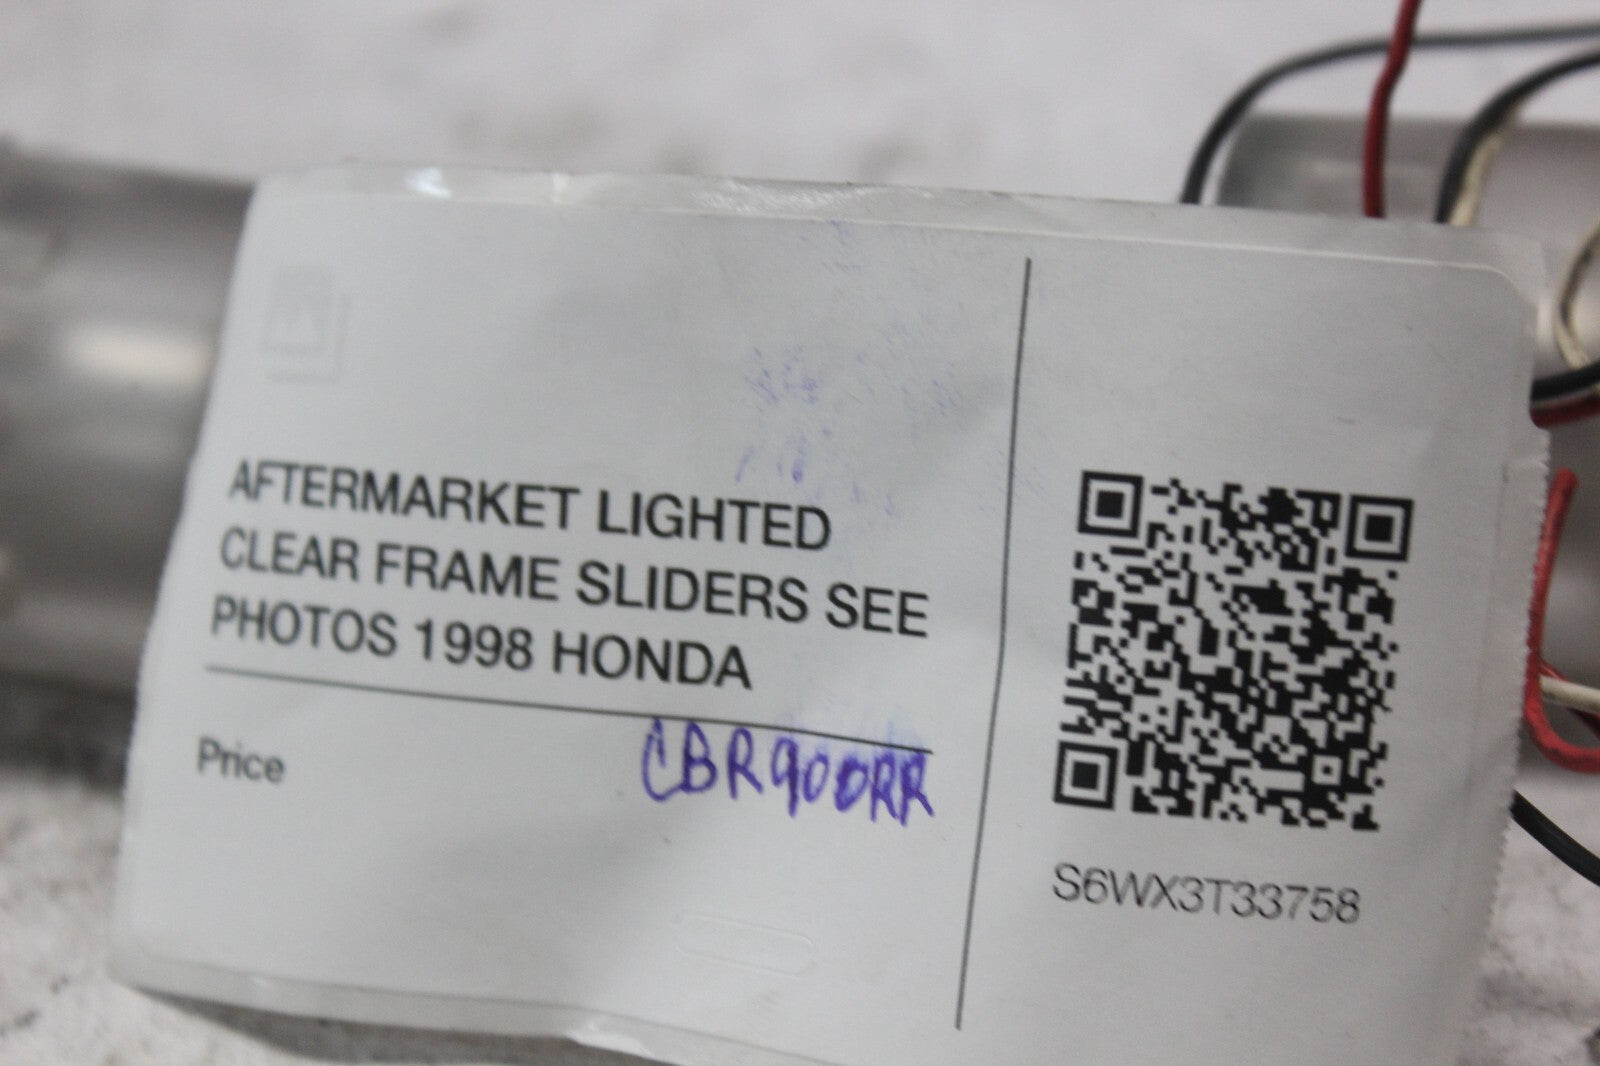 AFTERMARKET LIGHTED
CLEAR FRAME SLIDERS SEE
PHOTOS 1998 HONDA
Price
CBR900RR
S6WX3T33758